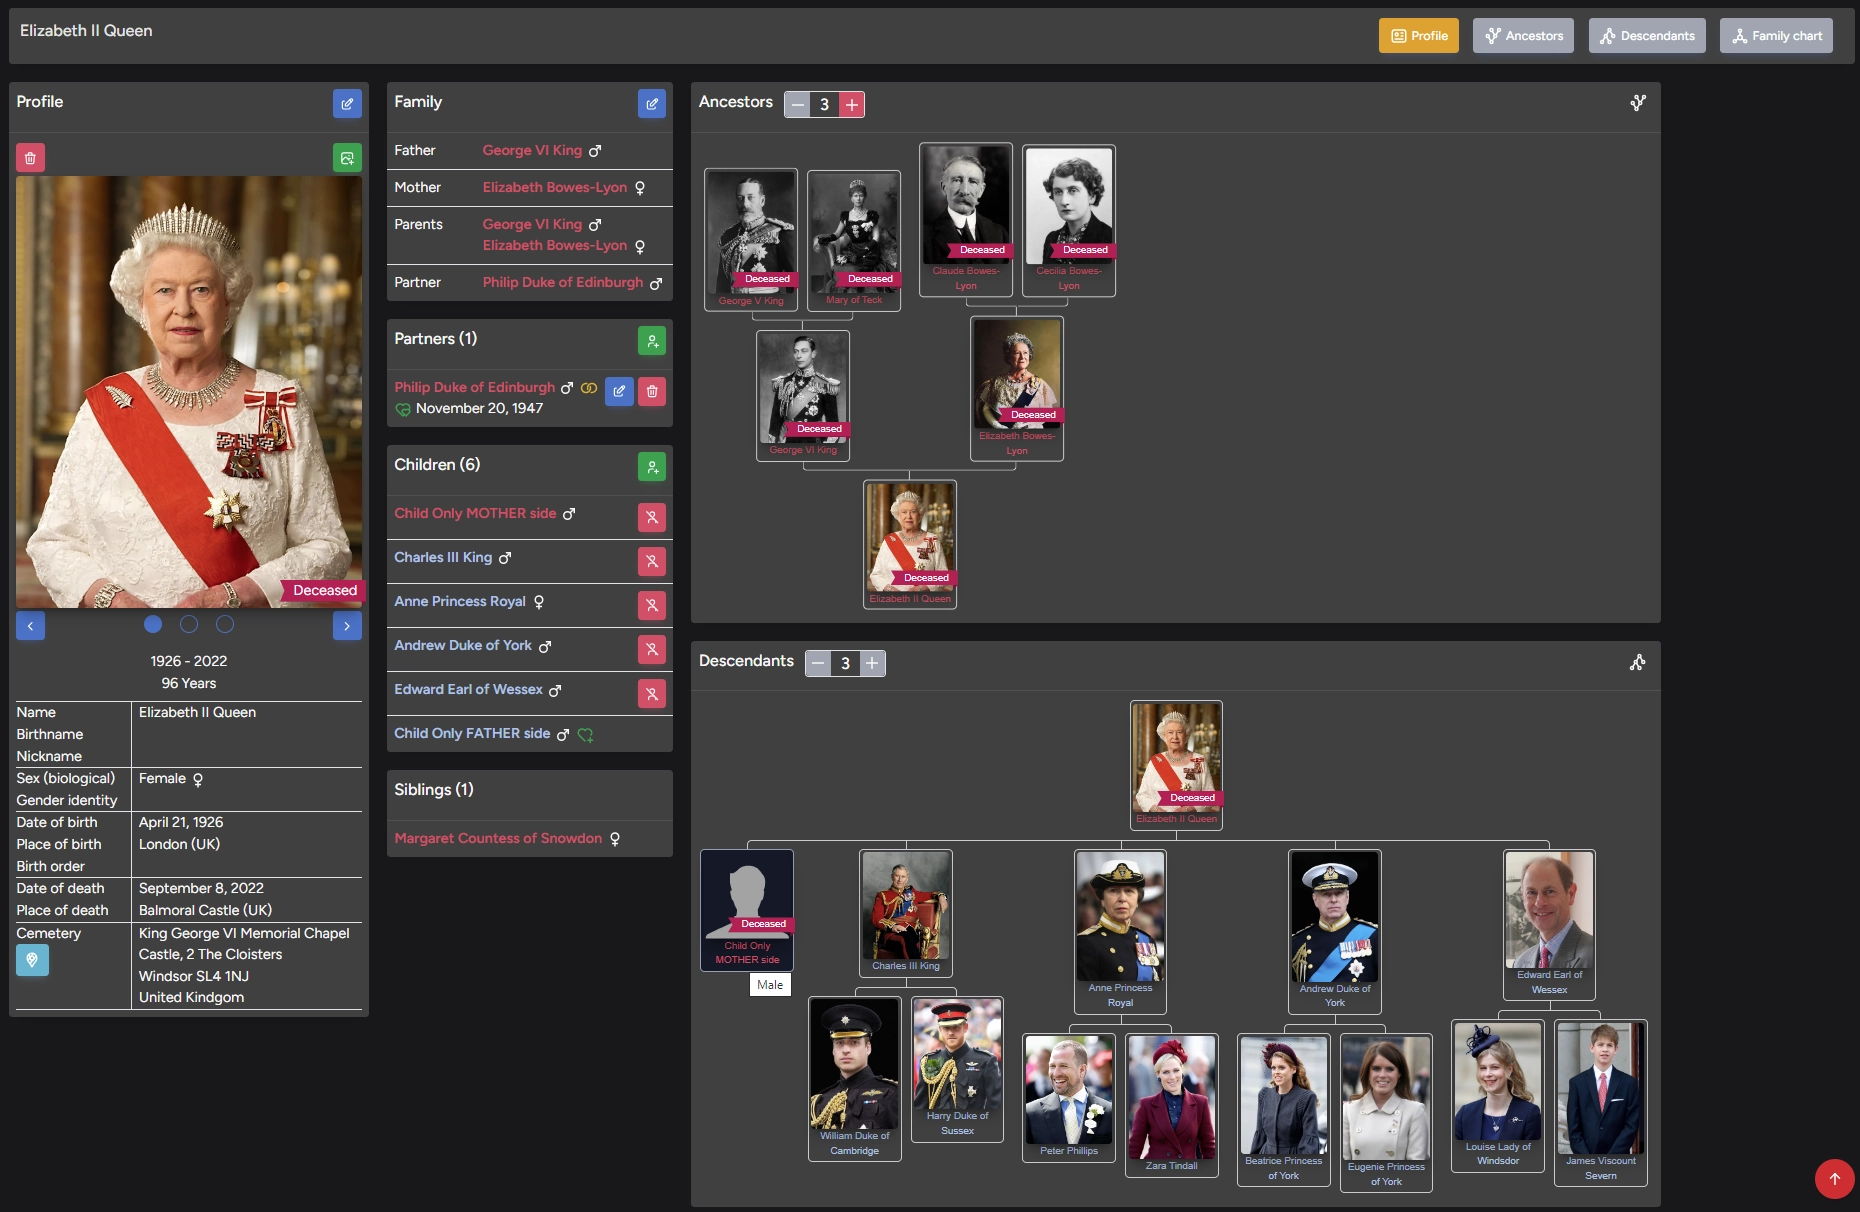 Elizabeth II Queen
Profile
Ancestors
Descendants
Family chart
Profile
Deceased
1926 - 2022
96 Years
Name Elizabeth II Queen
Birthname
Nickname
Sex (biological) Female
Gender identity
Date of birth April 21, 1926
Place of birth London (UK)
Birth order
Date of death September 8, 2022
Place of death Balmoral Castle (UK)
Cemetery King George VI Memorial Chapel
Castle, 2 The Cloisters
Windsor SL4 1NJ
United Kindgom
Family
Father George VI King
Mother Elizabeth Bowes-Lyon
Parents George VI King
Elizabeth Bowes-Lyon
Partner Philip Duke of Edinburgh
Partners (1)
Philip Duke of Edinburgh
November 20, 1947
Children (6)
Child Only MOTHER side
Charles III King
Anne Princess Royal
Andrew Duke of York
Edward Earl of Wessex
Child Only FATHER side
Siblings (1)
Margaret Countess of Snowdon
Ancestors 3
Deceased
George V King
Deceased
Mary of Teck
Deceased
Claude Bowes-
Lyon
Deceased
Cecilia Bowes-
Lyon
Deceased
George VI King
Deceased
Elizabeth Bowes-
Lyon
Deceased
Elizabeth II Queen
Descendants 3
Deceased
Elizabeth II Queen
Deceased
Child Only
MOTHER side
Male
Charles III King
Anne Princess
Royal
Andrew Duke of
York
Edward Earl of
Wessex
William Duke of
Cambridge
Harry Duke of
Sussex
Peter Phillips
Zara Tindall
Beatrice Princess
of York
Eugenie Princess
of York
Louise Lady of
Windsdor
James Viscount
Severn